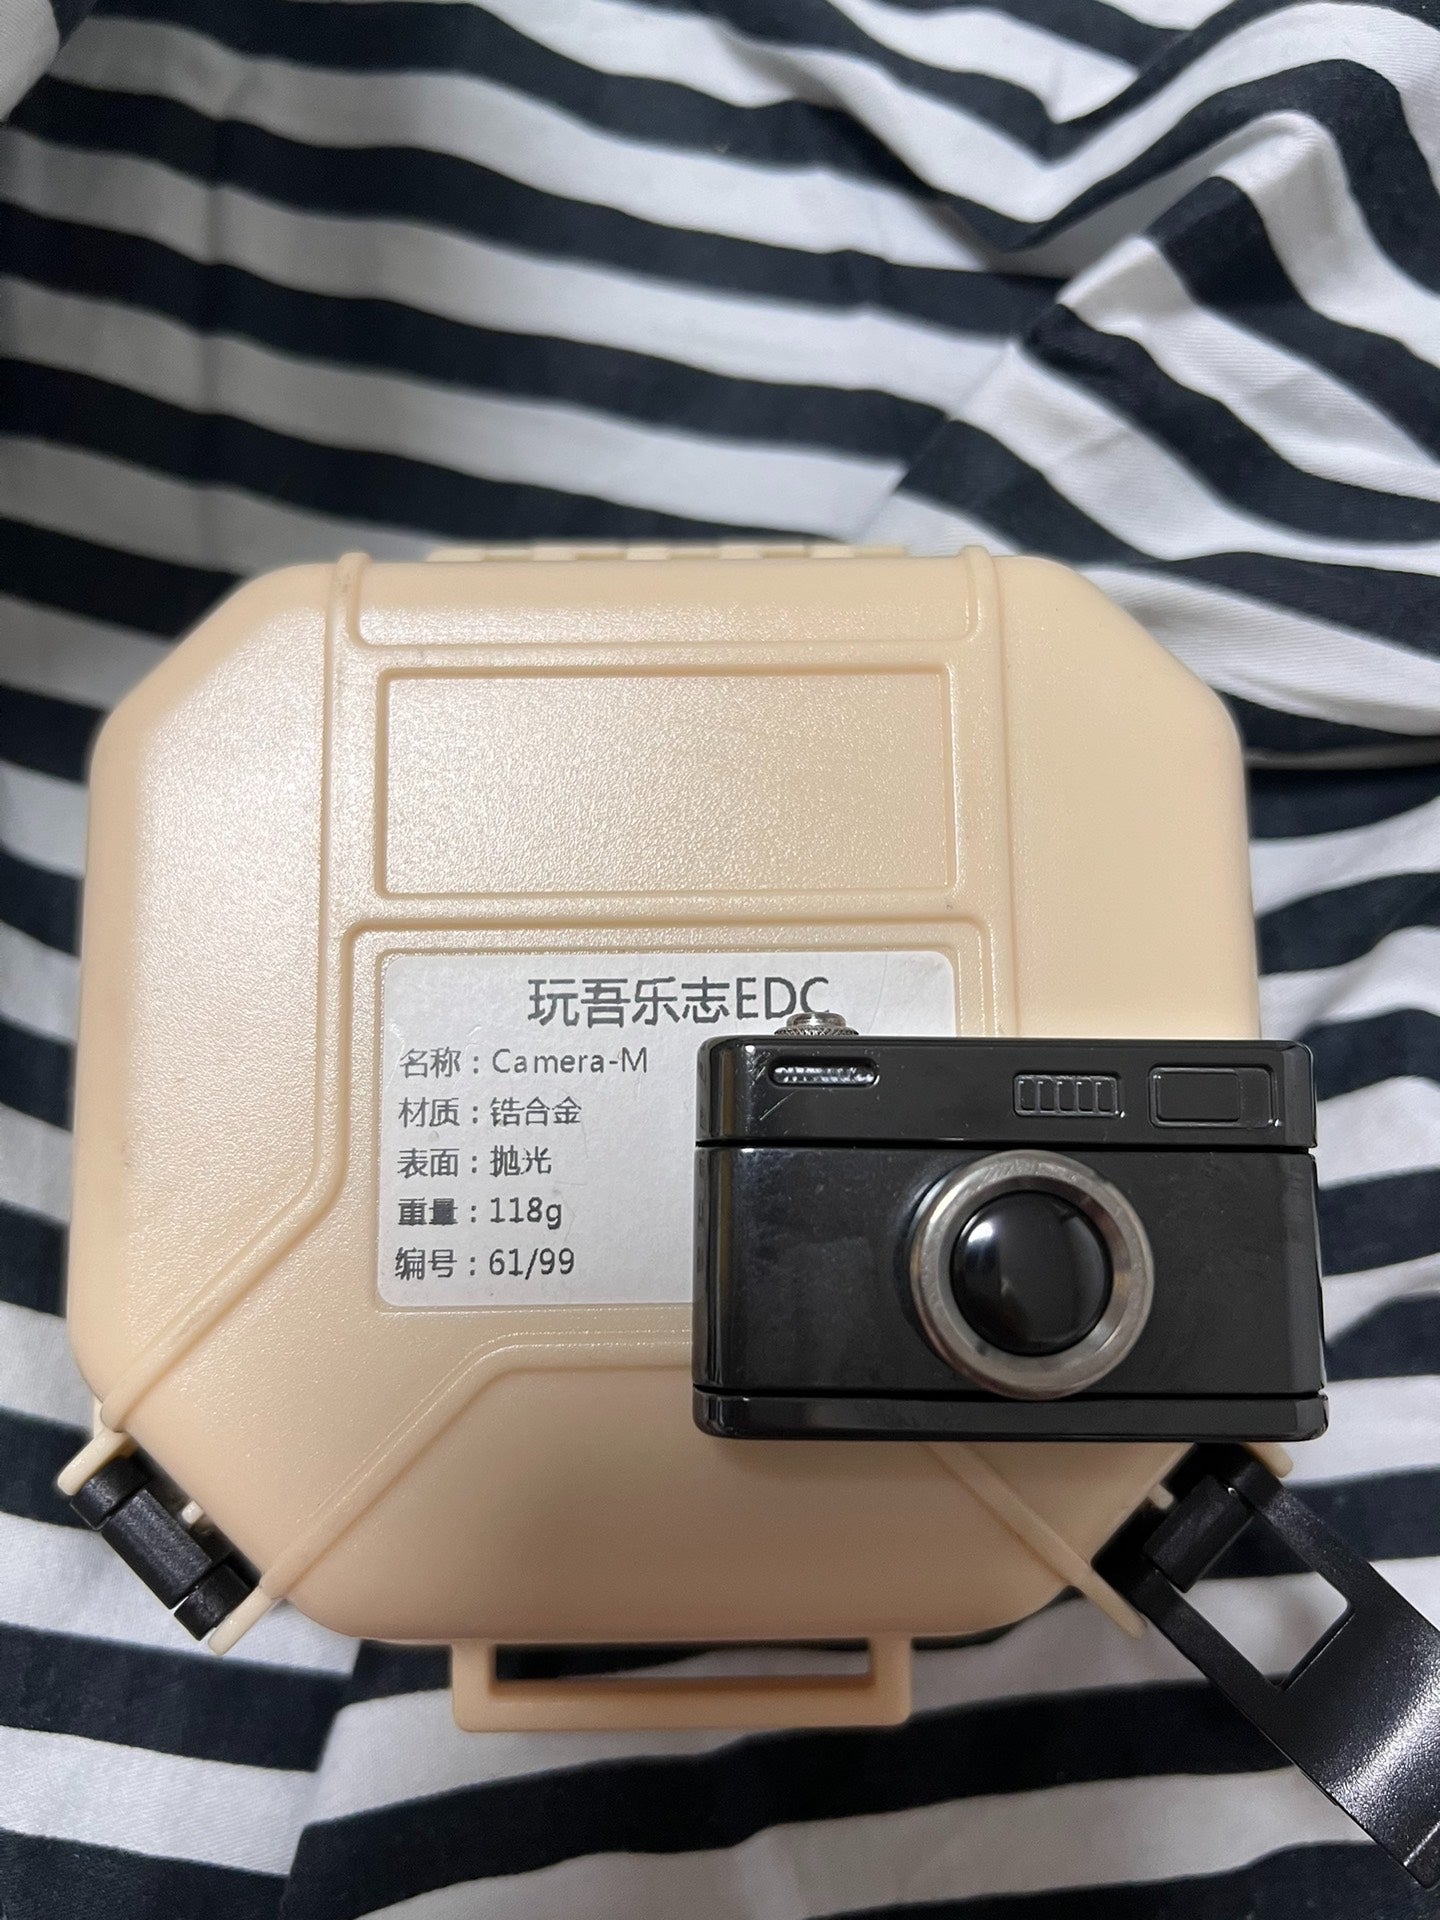 玩吾乐志EDC
名称：Camera-M
材质：锆合金
表面：抛光
重量：118g
编号：61/99